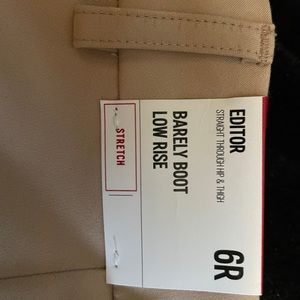 EDITOR
STRAIGHT THROUGH HIP & THIGH
6R
BARELY BOOT
LOW RISE
STRETCH